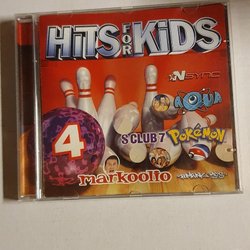 HiTS FOR KiDS
*NSYNC
AQUA
4
S CLUB 7
POKéMON
markoolio